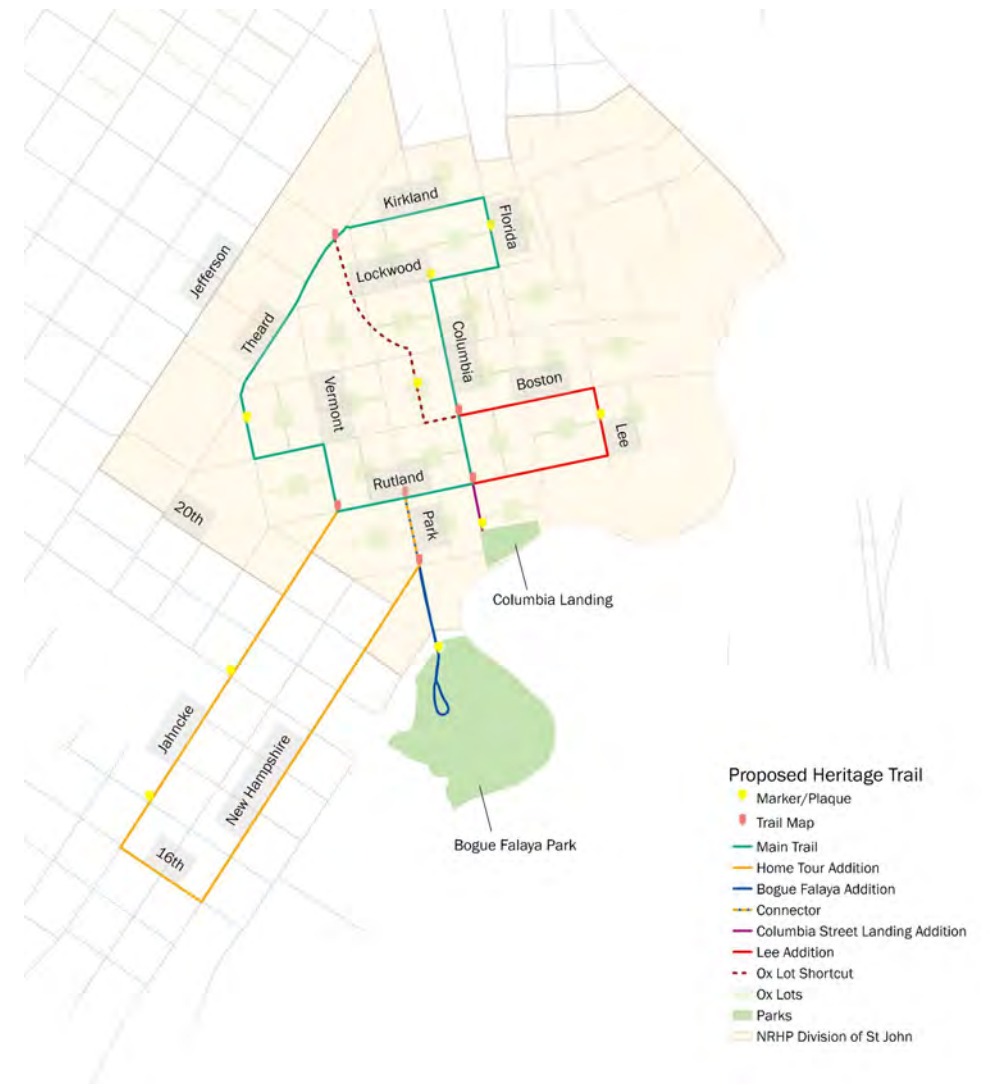 Kirkland
Florida
Jefferson
Lockwood
Theard
Columbia
Vermont
Boston
Lee
Rutland
20th
Park
Columbia Landing
Jahncke
New Hampshire
16th
Bogue Falaya Park
Proposed Heritage Trail
Marker/Plaque
Trail Map
Main Trail
Home Tour Addition
Bogue Falaya Addition
Connector
Columbia Street Landing Addition
Lee Addition
Ox Lot Shortcut
Ox Lots
Parks
NRHP Division of St John